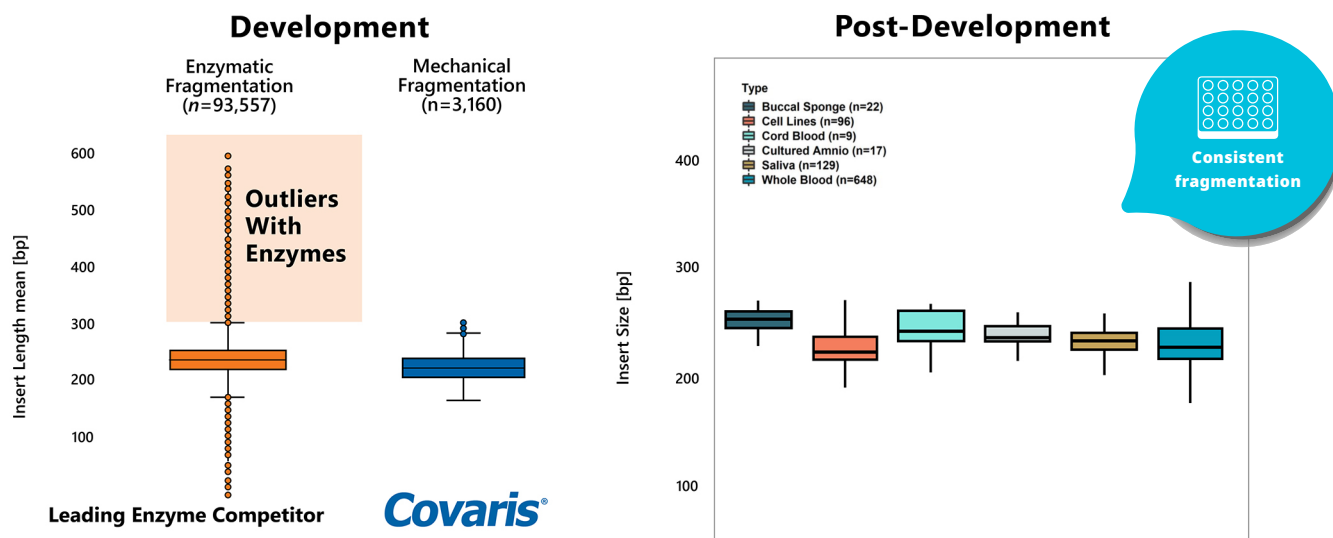 Development
Enzymatic
Fragmentation
(n=93,557)
Mechanical
Fragmentation
(n=3,160)
Insert Length mean [bp]
600
500
400
300
200
100
Outliers
With
Enzymes
Leading Enzyme Competitor
Covaris®
Post-Development
Type
Buccal Sponge (n=22)
Cell Lines (n=96)
Cord Blood (n=9)
Cultured Amnio (n=17)
Saliva (n=129)
Whole Blood (n=648)
Insert Size [bp]
400
300
200
100
Consistent
fragmentation